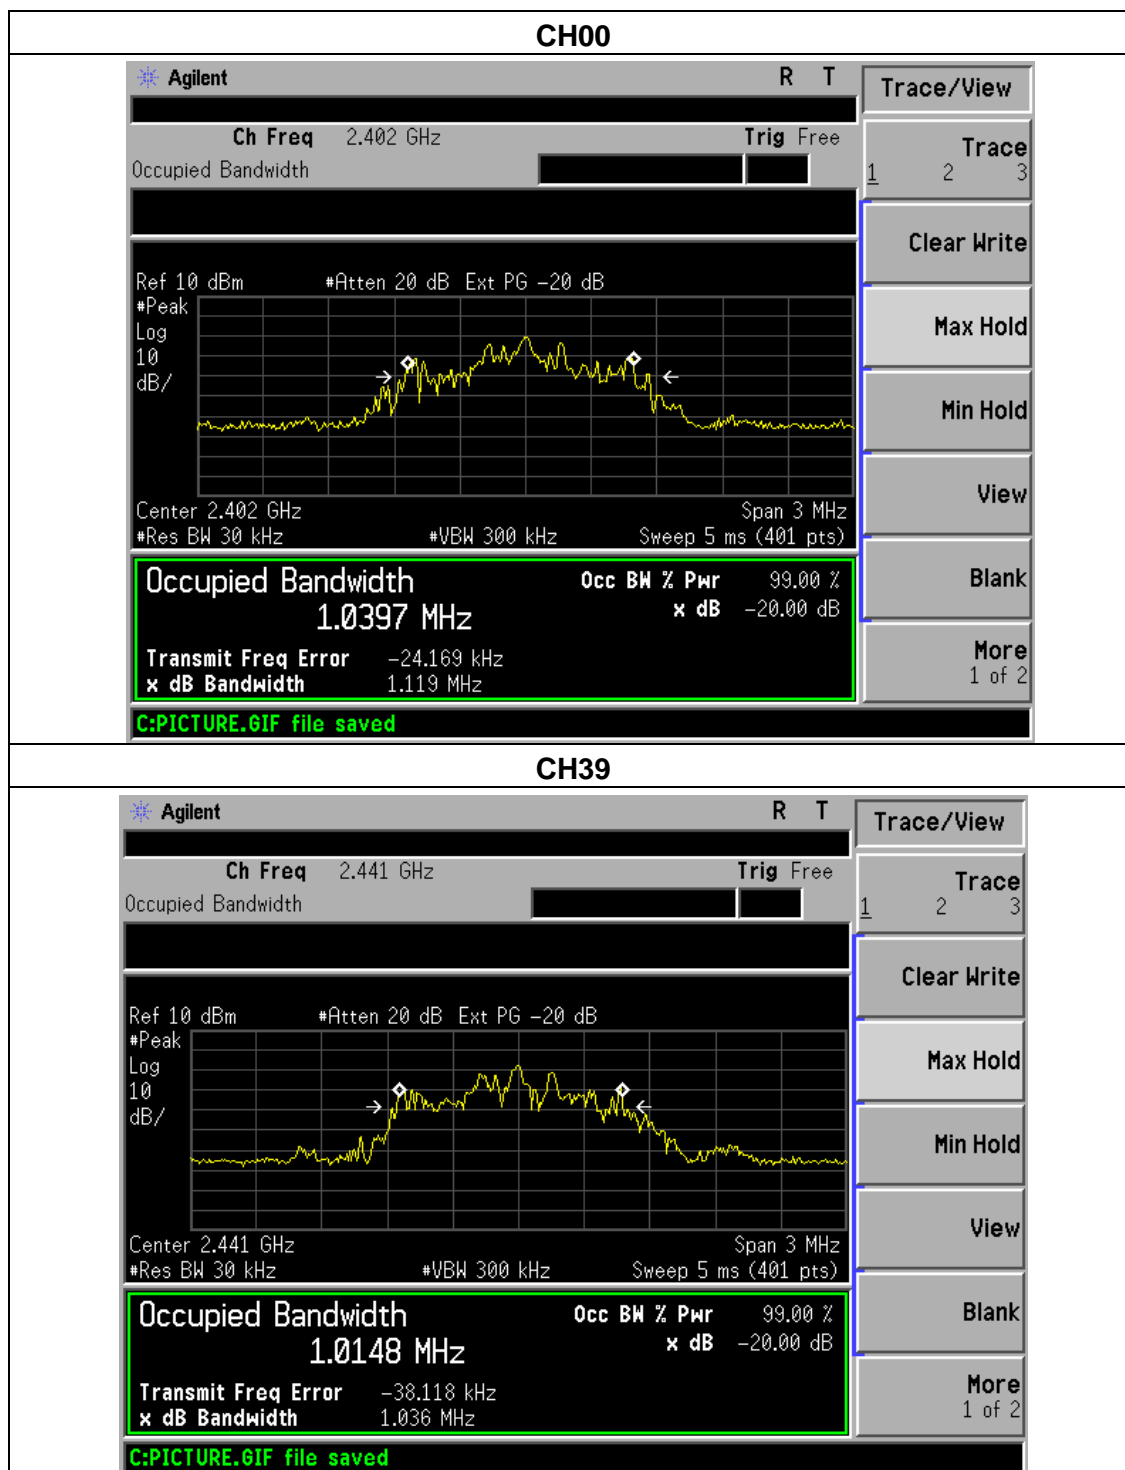 CH00
Agilent R T Trace/View
Ch Freq 2.402 GHz Trig Free
Occupied Bandwidth
Trace
1 2 3
Clear Write
Ref 10 dBm #Atten 20 dB Ext PG -20 dB
#Peak
Log
10
dB/
Max Hold
Min Hold
View
Center 2.402 GHz Span 3 MHz
#Res BW 30 kHz #VBW 300 kHz Sweep 5 ms (401 pts)
Occupied Bandwidth Occ BW % Pwr 99.00 %
1.0397 MHz x dB -20.00 dB
Blank
Transmit Freq Error -24.169 kHz
x dB Bandwidth 1.119 MHz
More
1 of 2
C:PICTURE.GIF file saved
CH39
Agilent R T Trace/View
Ch Freq 2.441 GHz Trig Free
Occupied Bandwidth
Trace
1 2 3
Clear Write
Ref 10 dBm #Atten 20 dB Ext PG -20 dB
#Peak
Log
10
dB/
Max Hold
Min Hold
View
Center 2.441 GHz Span 3 MHz
#Res BW 30 kHz #VBW 300 kHz Sweep 5 ms (401 pts)
Occupied Bandwidth Occ BW % Pwr 99.00 %
1.0148 MHz x dB -20.00 dB
Blank
Transmit Freq Error -38.118 kHz
x dB Bandwidth 1.036 MHz
More
1 of 2
C:PICTURE.GIF file saved